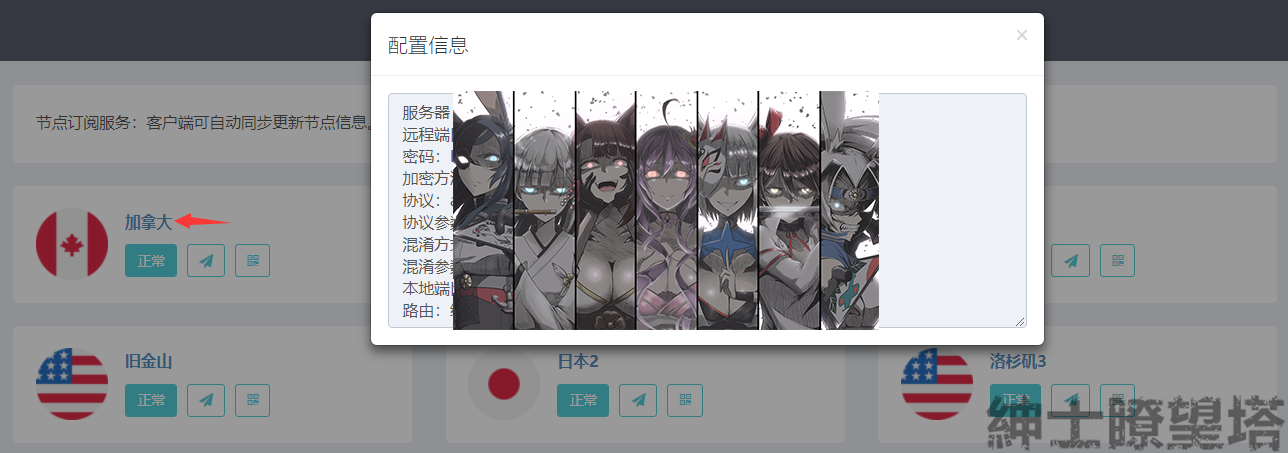 配置信息
×
节点订阅服务：客户端可自动同步更新节点信息。
服务器
远程端
密码：
加密方
协议：
协议参
混淆方
混淆参
本地端
路由：
加拿大
正常
旧金山
正常
日本2
正常
洛杉矶3
正常
紳士瞭望塔